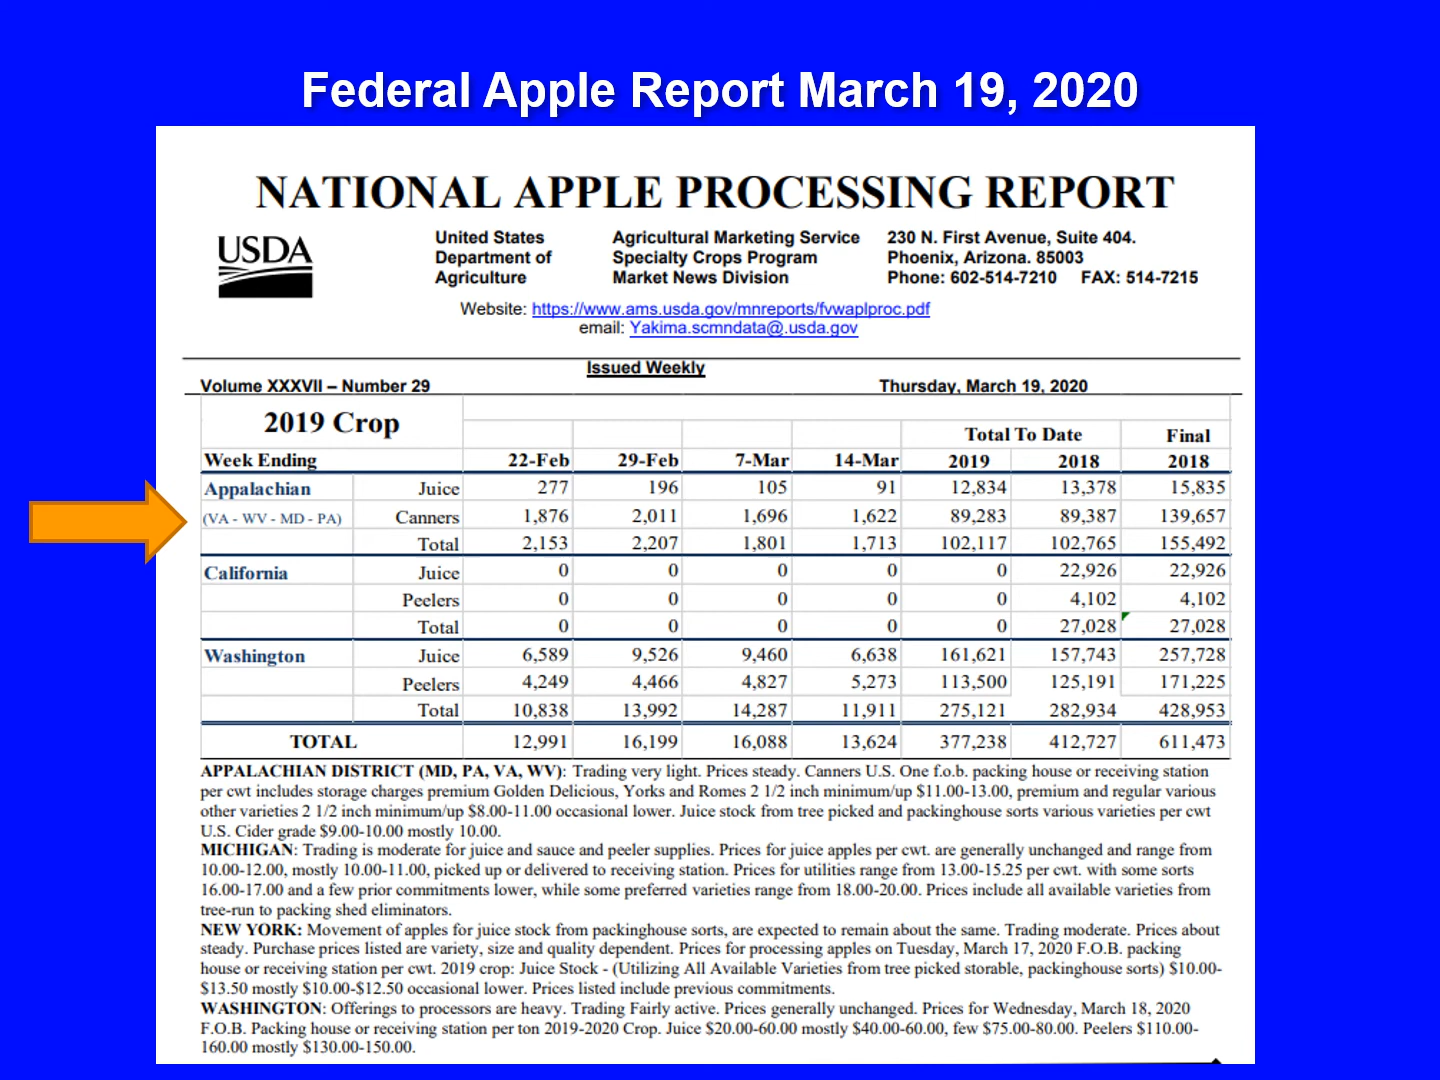 Federal Apple Report March 19, 2020
NATIONAL APPLE PROCESSING REPORT
USDA
United States Department of Agriculture
Agricultural Marketing Service Specialty Crops Program Market News Division
230 N. First Avenue, Suite 404. Phoenix, Arizona. 85003 Phone: 602-514-7210 FAX: 514-7215
Website: https://www.ams.usda.gov/mnreports/fvwaplproc.pdf
email: Yakima.scmndata@.usda.gov
Issued Weekly
Volume XXXVII – Number 29 Thursday, March 19, 2020
2019 Crop
Total To Date Final
Week Ending 22-Feb 29-Feb 7-Mar 14-Mar 2019 2018 2018
Appalachian Juice 277 196 105 91 12,834 13,378 15,835
(VA - WV - MD - PA) Canners 1,876 2,011 1,696 1,622 89,283 89,387 139,657
Total 2,153 2,207 1,801 1,713 102,117 102,765 155,492
California Juice 0 0 0 0 0 22,926 22,926
Peelers 0 0 0 0 0 4,102 4,102
Total 0 0 0 0 0 27,028 27,028
Washington Juice 6,589 9,526 9,460 6,638 161,621 157,743 257,728
Peelers 4,249 4,466 4,827 5,273 113,500 125,191 171,225
Total 10,838 13,992 14,287 11,911 275,121 282,934 428,953
TOTAL 12,991 16,199 16,088 13,624 377,238 412,727 611,473
APPALACHIAN DISTRICT (MD, PA, VA, WV): Trading very light. Prices steady. Canners U.S. One f.o.b. packing house or receiving station
per cwt includes storage charges premium Golden Delicious, Yorks and Romes 2 1/2 inch minimum/up $11.00-13.00, premium and regular various
other varieties 2 1/2 inch minimum/up $8.00-11.00 occasional lower. Juice stock from tree picked and packinghouse sorts various varieties per cwt
U.S. Cider grade $9.00-10.00 mostly 10.00.
MICHIGAN: Trading is moderate for juice and sauce and peeler supplies. Prices for juice apples per cwt. are generally unchanged and range from
10.00-12.00, mostly 10.00-11.00, picked up or delivered to receiving station. Prices for utilities range from 13.00-15.25 per cwt. with some sorts
16.00-17.00 and a few prior commitments lower, while some preferred varieties range from 18.00-20.00. Prices include all available varieties from
tree-run to packing shed eliminators.
NEW YORK: Movement of apples for juice stock from packinghouse sorts, are expected to remain about the same. Trading moderate. Prices about
steady. Purchase prices listed are variety, size and quality dependent. Prices for processing apples on Tuesday, March 17, 2020 F.O.B. packing
house or receiving station per cwt. 2019 crop: Juice Stock - (Utilizing All Available Varieties from tree picked storable, packinghouse sorts) $10.00-
$13.50 mostly $10.00-$12.50 occasional lower. Prices listed include previous commitments.
WASHINGTON: Offerings to processors are heavy. Trading Fairly active. Prices generally unchanged. Prices for Wednesday, March 18, 2020
F.O.B. Packing house or receiving station per ton 2019-2020 Crop. Juice $20.00-60.00 mostly $40.00-60.00, few $75.00-80.00. Peelers $110.00-
160.00 mostly $130.00-150.00.